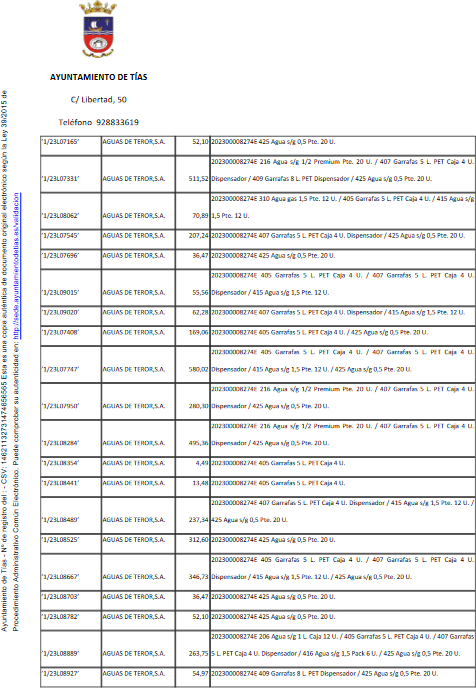 AYUNTAMIENTO DE TÍAS
C/ Libertad, 50
Teléfono 928833619
'1/23L07165' AGUAS DE TEROR,S.A. 52,10 202300008274E 425 Agua s/g 0,5 Pte. 20 U.
202300008274E 216 Agua s/g 1/2 Premium Pte. 20 U. / 407 Garrafas 5 L. PET Caja 4 U.
'1/23L07331' AGUAS DE TEROR,S.A. 511,52 Dispensador / 409 Garrafas 8 L. PET Dispensador / 425 Agua s/g 0,5 Pte. 20 U.
202300008274E 310 Agua gas 1,5 Pte. 12 U. / 405 Garrafas 5 L. PET Caja 4 U. / 415 Agua s/g
'1/23L08062' AGUAS DE TEROR,S.A. 70,89 1,5 Pte. 12 U.
'1/23L07545' AGUAS DE TEROR,S.A. 207,24 202300008274E 407 Garrafas 5 L. PET Caja 4 U. Dispensador / 425 Agua s/g 0,5 Pte. 20 U.
'1/23L07696' AGUAS DE TEROR,S.A. 36,47 202300008274E 425 Agua s/g 0,5 Pte. 20 U.
202300008274E 405 Garrafas 5 L. PET Caja 4 U. / 407 Garrafas 5 L. PET Caja 4 U.
'1/23L09015' AGUAS DE TEROR,S.A. 55,56 Dispensador / 415 Agua s/g 1,5 Pte. 12 U.
'1/23L09020' AGUAS DE TEROR,S.A. 62,28 202300008274E 407 Garrafas 5 L. PET Caja 4 U. Dispensador / 415 Agua s/g 1,5 Pte. 12 U.
'1/23L07408' AGUAS DE TEROR,S.A. 169,06 202300008274E 405 Garrafas 5 L. PET Caja 4 U. / 425 Agua s/g 0,5 Pte. 20 U.
202300008274E 405 Garrafas 5 L. PET Caja 4 U. / 407 Garrafas 5 L. PET Caja 4 U.
'1/23L07747' AGUAS DE TEROR,S.A. 580,02 Dispensador / 415 Agua s/g 1,5 Pte. 12 U. / 425 Agua s/g 0,5 Pte. 20 U.
202300008274E 216 Agua s/g 1/2 Premium Pte. 20 U. / 407 Garrafas 5 L. PET Caja 4 U.
'1/23L07950' AGUAS DE TEROR,S.A. 280,30 Dispensador / 425 Agua s/g 0,5 Pte. 20 U.
202300008274E 216 Agua s/g 1/2 Premium Pte. 20 U. / 407 Garrafas 5 L. PET Caja 4 U.
'1/23L08284' AGUAS DE TEROR,S.A. 495,36 Dispensador / 425 Agua s/g 0,5 Pte. 20 U.
'1/23L08354' AGUAS DE TEROR,S.A. 4,49 202300008274E 405 Garrafas 5 L. PET Caja 4 U.
'1/23L08441' AGUAS DE TEROR,S.A. 13,48 202300008274E 405 Garrafas 5 L. PET Caja 4 U.
202300008274E 407 Garrafas 5 L. PET Caja 4 U. Dispensador / 415 Agua s/g 1,5 Pte. 12 U. /
'1/23L08489' AGUAS DE TEROR,S.A. 237,34 425 Agua s/g 0,5 Pte. 20 U.
'1/23L08525' AGUAS DE TEROR,S.A. 312,60 202300008274E 425 Agua s/g 0,5 Pte. 20 U.
202300008274E 405 Garrafas 5 L. PET Caja 4 U. / 407 Garrafas 5 L. PET Caja 4 U.
'1/23L08667' AGUAS DE TEROR,S.A. 346,73 Dispensador / 415 Agua s/g 1,5 Pte. 12 U. / 425 Agua s/g 0,5 Pte. 20 U.
'1/23L08703' AGUAS DE TEROR,S.A. 36,47 202300008274E 425 Agua s/g 0,5 Pte. 20 U.
'1/23L08782' AGUAS DE TEROR,S.A. 52,10 202300008274E 425 Agua s/g 0,5 Pte. 20 U.
202300008274E 206 Agua s/g 1 L. Caja 12 U. / 405 Garrafas 5 L. PET Caja 4 U. / 407 Garrafas
'1/23L08889' AGUAS DE TEROR,S.A. 263,75 5 L. PET Caja 4 U. Dispensador / 416 Agua s/g 1,5 Pack 6 U. / 425 Agua s/g 0,5 Pte. 20 U.
'1/23L08927' AGUAS DE TEROR,S.A. 54,97 202300008274E 409 Garrafas 8 L. PET Dispensador / 425 Agua s/g 0,5 Pte. 20 U.
Ayuntamiento de Tías - Nº de registro del : - CSV: 14621132731474856565 Esta es una copia auténtica de documento original electrónico según la Ley 39/2015 de
Procedimiento Administrativo Común Electrónico. Puede comprobar su autenticidad en: http://sede.ayuntamientodetias.es/validacion